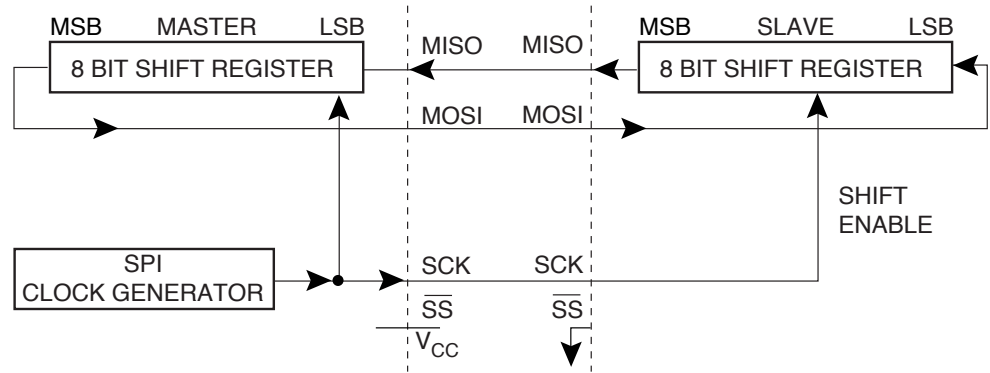 MSB MASTER LSB
8 BIT SHIFT REGISTER
MISO MISO
MSB SLAVE LSB
8 BIT SHIFT REGISTER
MOSI MOSI
SHIFT
ENABLE
SPI
CLOCK GENERATOR
SCK SCK
SS SS
VCC